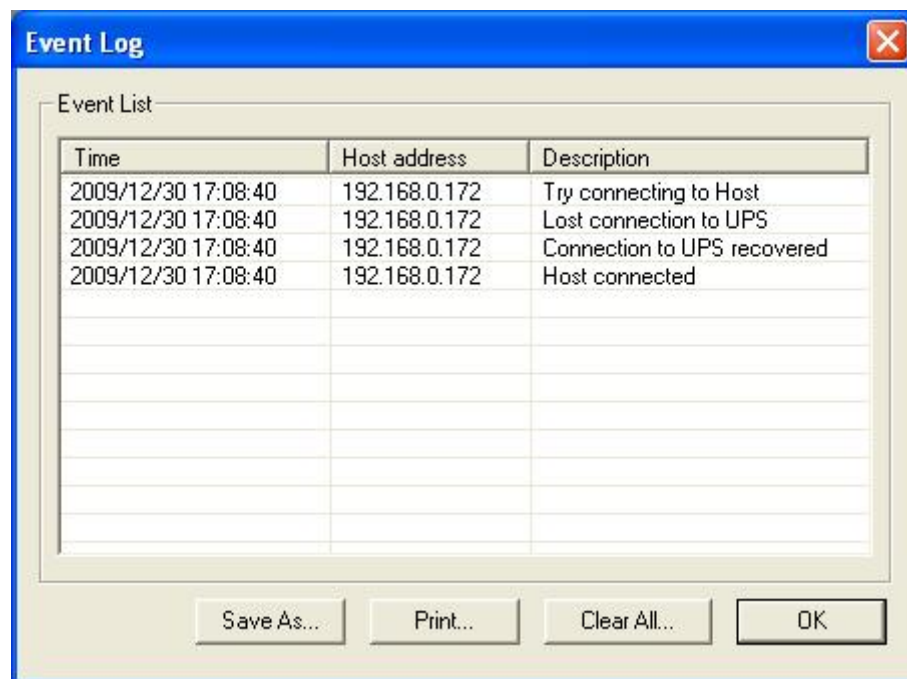 Event Log
Event List
Time Host address Description
2009/12/30 17:08:40 192.168.0.172 Try connecting to Host
2009/12/30 17:08:40 192.168.0.172 Lost connection to UPS
2009/12/30 17:08:40 192.168.0.172 Connection to UPS recovered
2009/12/30 17:08:40 192.168.0.172 Host connected
Save As... Print... Clear All... OK